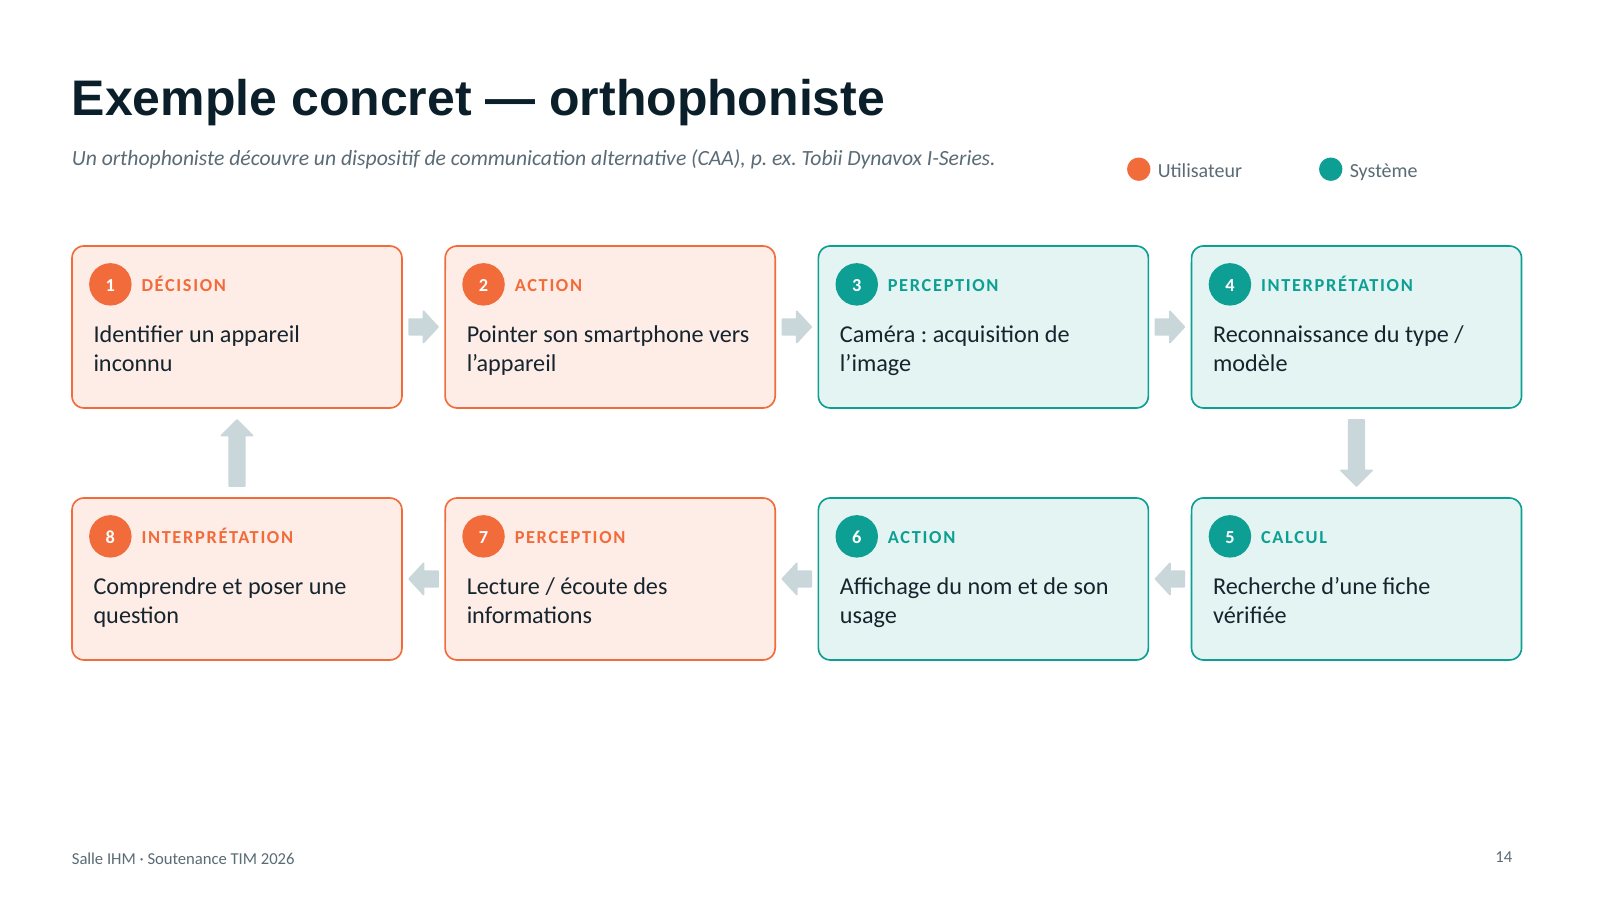 Exemple concret — orthophoniste
Un orthophoniste découvre un dispositif de communication alternative (CAA), p. ex. Tobii Dynavox I-Series.
Utilisateur
Système
1 DÉCISION
Identifier un appareil
inconnu
2 ACTION
Pointer son smartphone vers
l’appareil
3 PERCEPTION
Caméra : acquisition de
l’image
4 INTERPRÉTATION
Reconnaissance du type /
modèle
8 INTERPRÉTATION
Comprendre et poser une
question
7 PERCEPTION
Lecture / écoute des
informations
6 ACTION
Affichage du nom et de son
usage
5 CALCUL
Recherche d’une fiche
vérifiée
Salle IHM · Soutenance TIM 2026
14